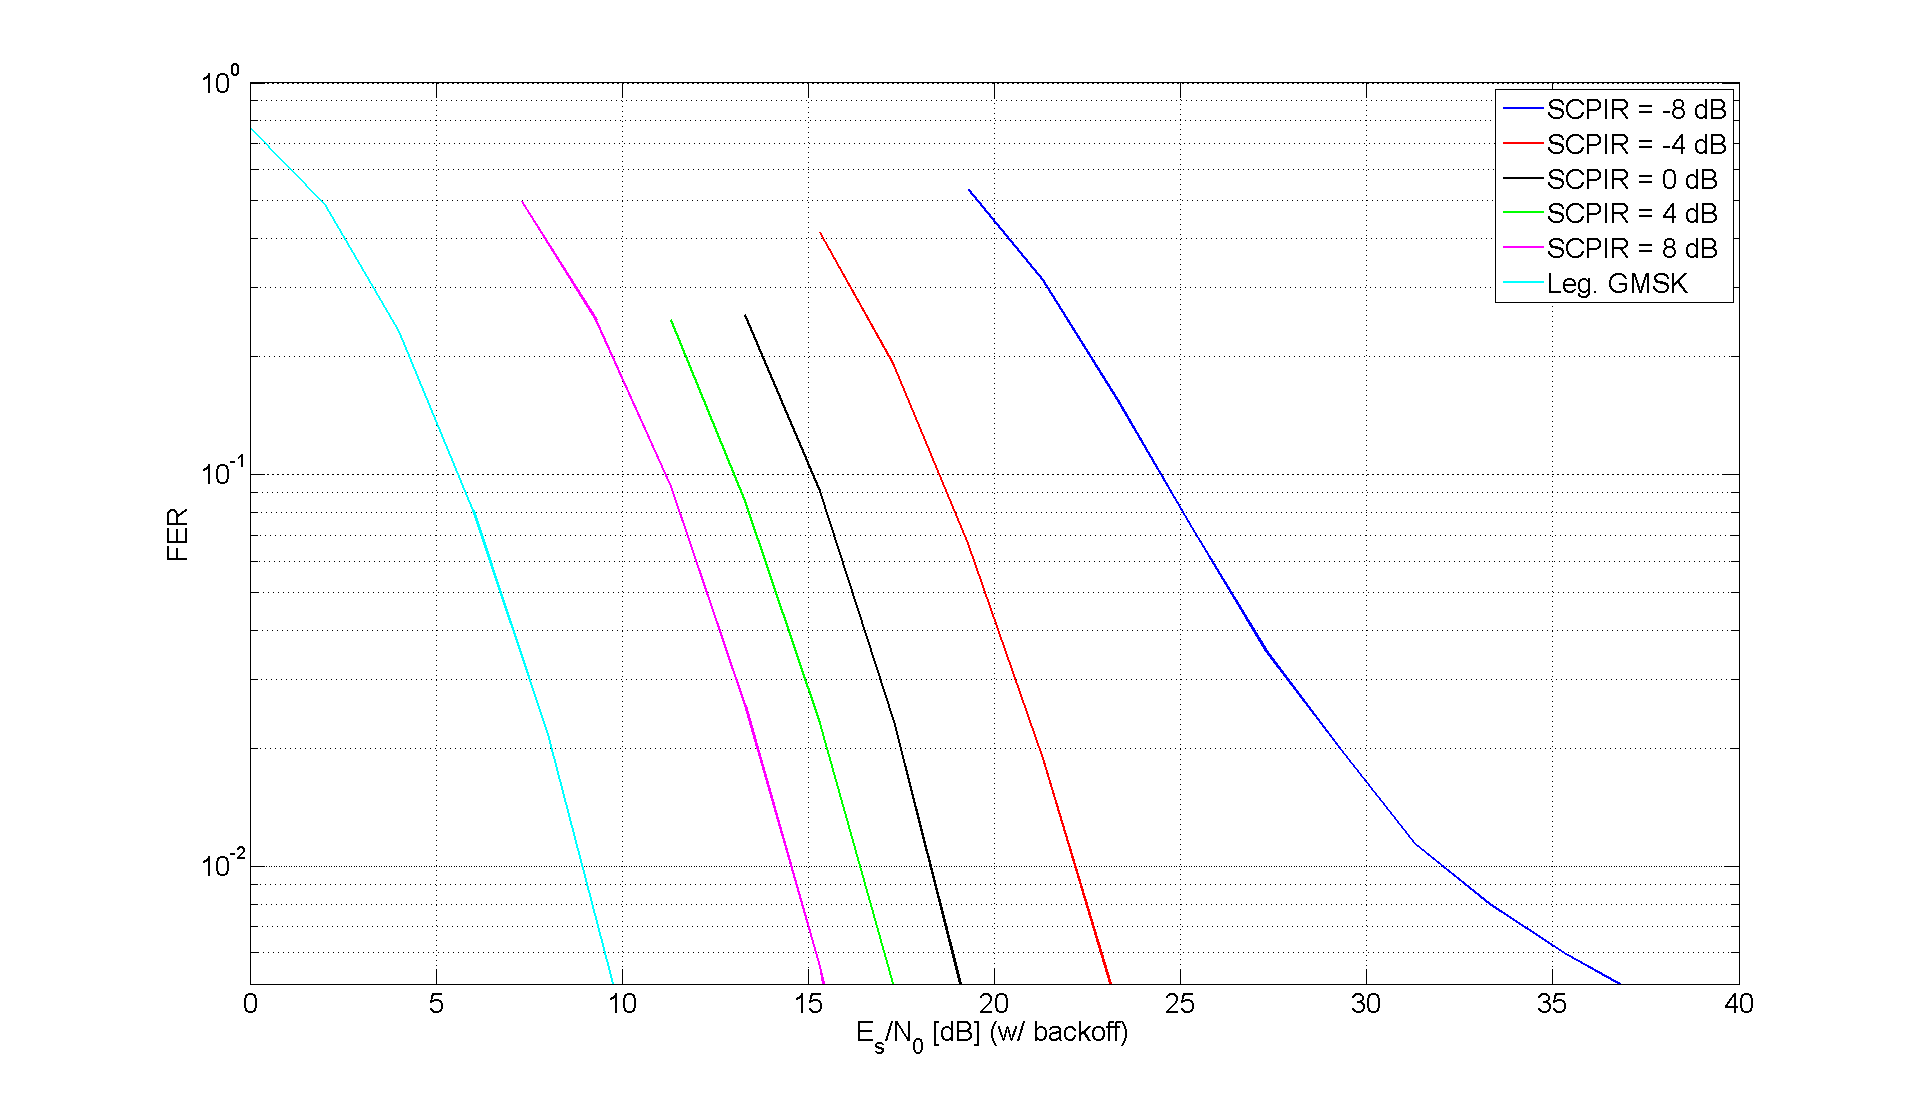 10^0
10^-1
10^-2
FER
0 5 10 15 20 25 30 35 40
E_s/N_0 [dB] (w/ backoff)
SCPIR = -8 dB
SCPIR = -4 dB
SCPIR = 0 dB
SCPIR = 4 dB
SCPIR = 8 dB
Leg. GMSK